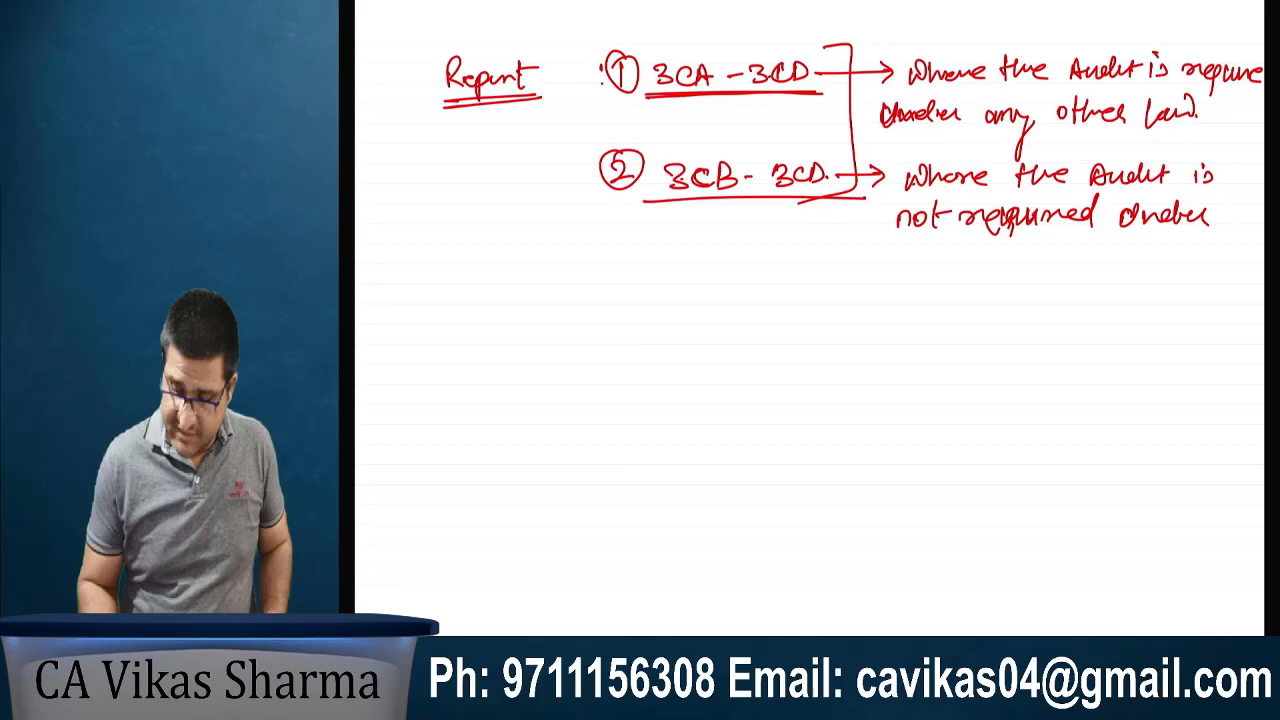 Report :① 3CA - 3CD → Where the Audit is require
under any other Law.
② 3CB - 3CD. → Where the Audit is
not required under
CA Vikas Sharma
Ph: 9711156308 Email: cavikas04@gmail.com